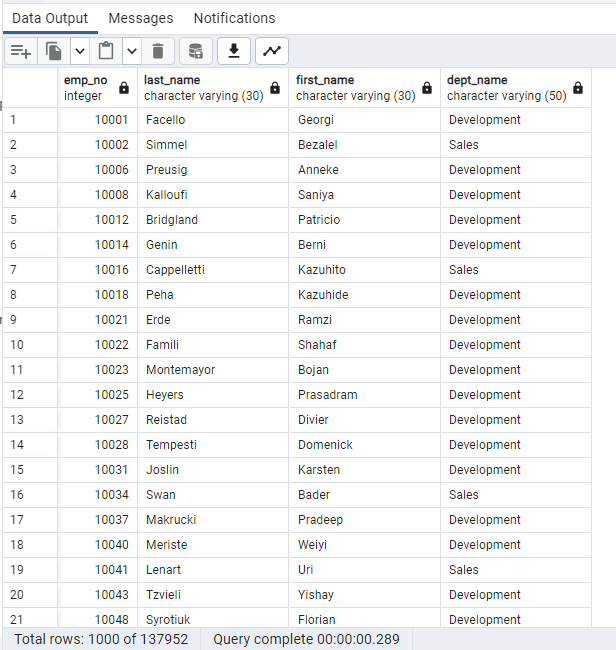 Data Output Messages Notifications
emp_no last_name first_name dept_name
integer character varying (30) character varying (30) character varying (50)
1 10001 Facello Georgi Development
2 10002 Simmel Bezalel Sales
3 10006 Preusig Anneke Development
4 10008 Kalloufi Saniya Development
5 10012 Bridgland Patricio Development
6 10014 Genin Berni Development
7 10016 Cappelletti Kazuhito Sales
8 10018 Peha Kazuhide Development
9 10021 Erde Ramzi Development
10 10022 Famili Shahaf Development
11 10023 Montemayor Bojan Development
12 10025 Heyers Prasadram Development
13 10027 Reistad Divier Development
14 10028 Tempesti Domenick Development
15 10031 Joslin Karsten Development
16 10034 Swan Bader Sales
17 10037 Makrucki Pradeep Development
18 10040 Meriste Weiyi Development
19 10041 Lenart Uri Sales
20 10043 Tzvieli Yishay Development
21 10048 Syrotiuk Florian Development
Total rows: 1000 of 137952 Query complete 00:00:00.289